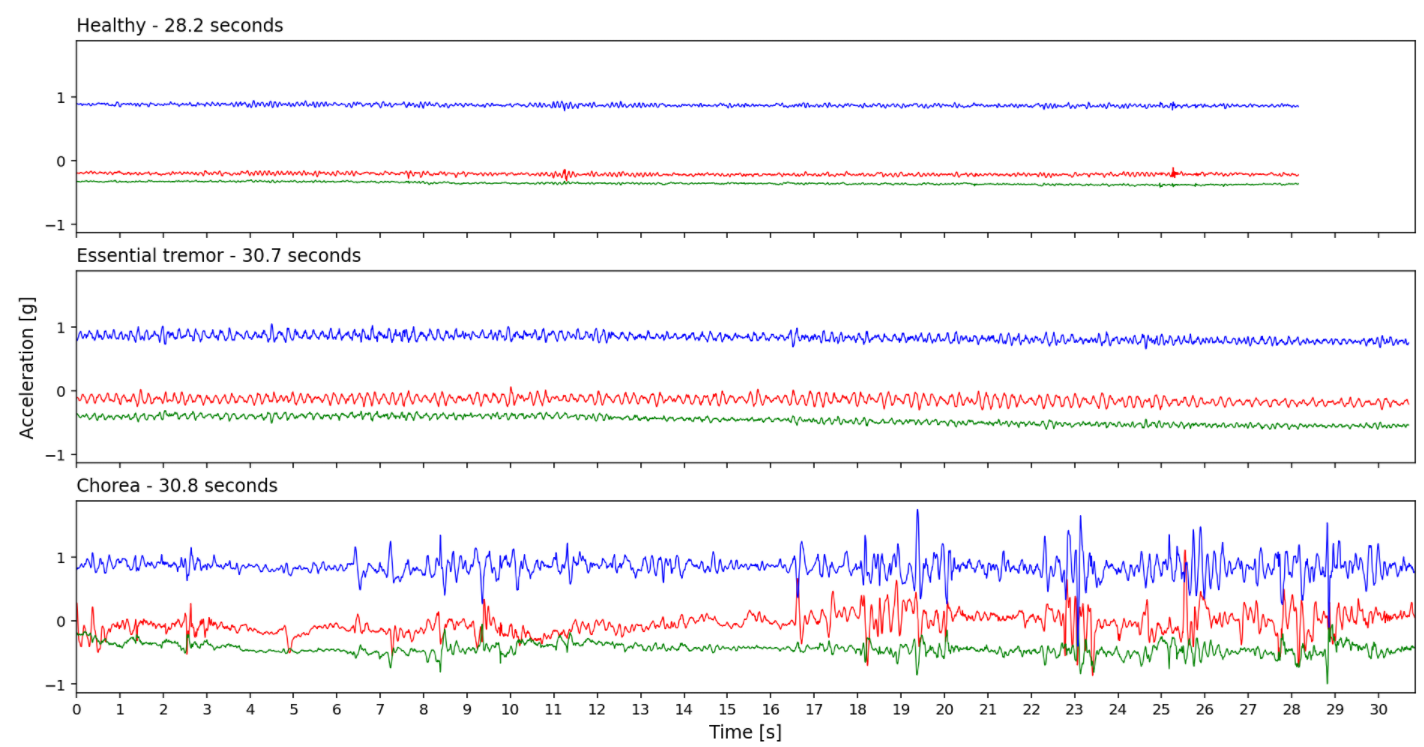 Healthy - 28.2 seconds
1
0
−1
Essential tremor - 30.7 seconds
Acceleration [g]
1
0
−1
Chorea - 30.8 seconds
1
0
−1
0 1 2 3 4 5 6 7 8 9 10 11 12 13 14 15 16 17 18 19 20 21 22 23 24 25 26 27 28 29 30
Time [s]